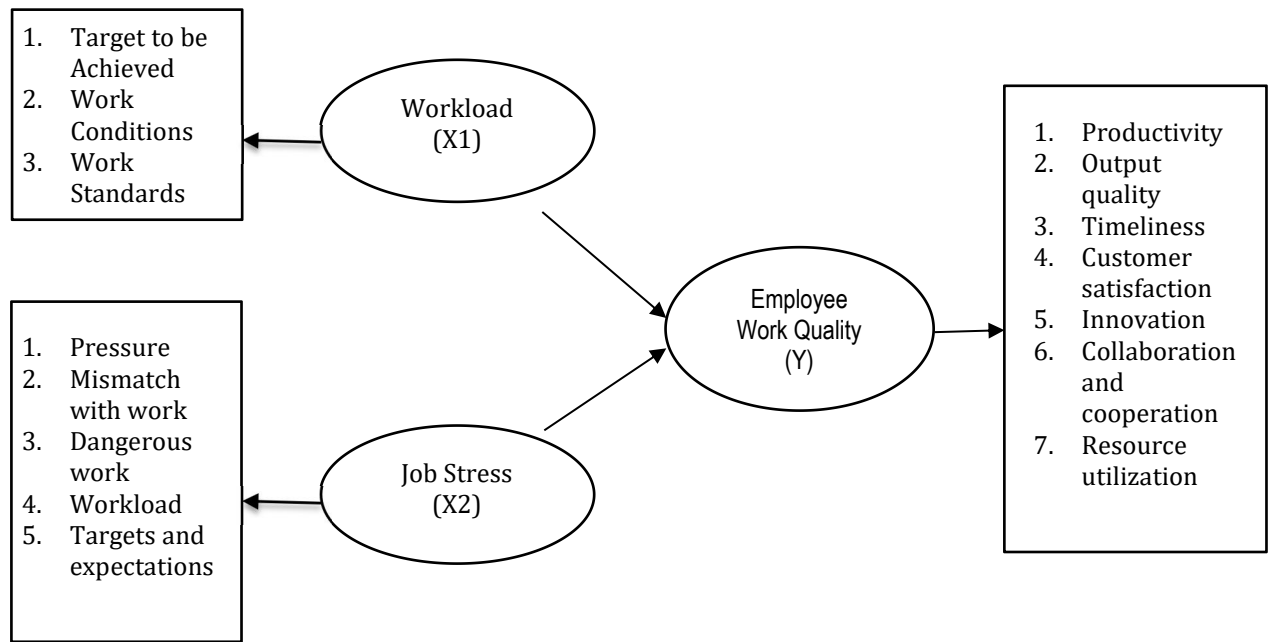 1. Target to be
Achieved
2. Work
Conditions
3. Work
Standards
Workload
(X1)
1. Pressure
2. Mismatch
with work
3. Dangerous
work
4. Workload
5. Targets and
expectations
Job Stress
(X2)
Employee
Work Quality
(Y)
1. Productivity
2. Output
quality
3. Timeliness
4. Customer
satisfaction
5. Innovation
6. Collaboration
and
cooperation
7. Resource
utilization